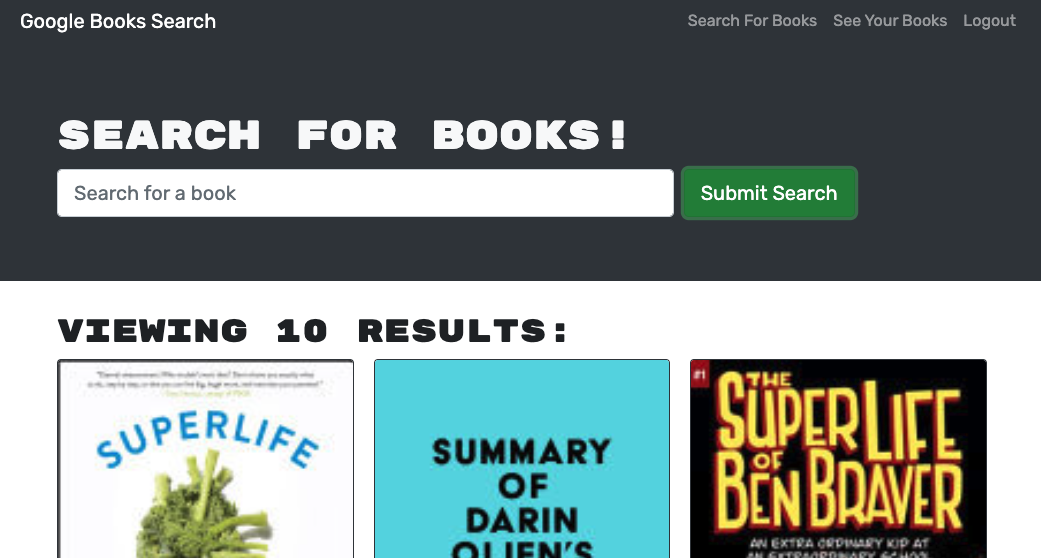 Google Books Search
Search For Books See Your Books Logout
SEARCH FOR BOOKS!
Search for a book
Submit Search
VIEWING 10 RESULTS:
SUPERLIFE
SUMMARY
OF
DARIN
OLIEN'S
#1
THE
SUPER LIFE
OF
BEN BRAVER
AN EXTRA ORDINARY KID AT
AN EXTRAORDINARY SCHOOL